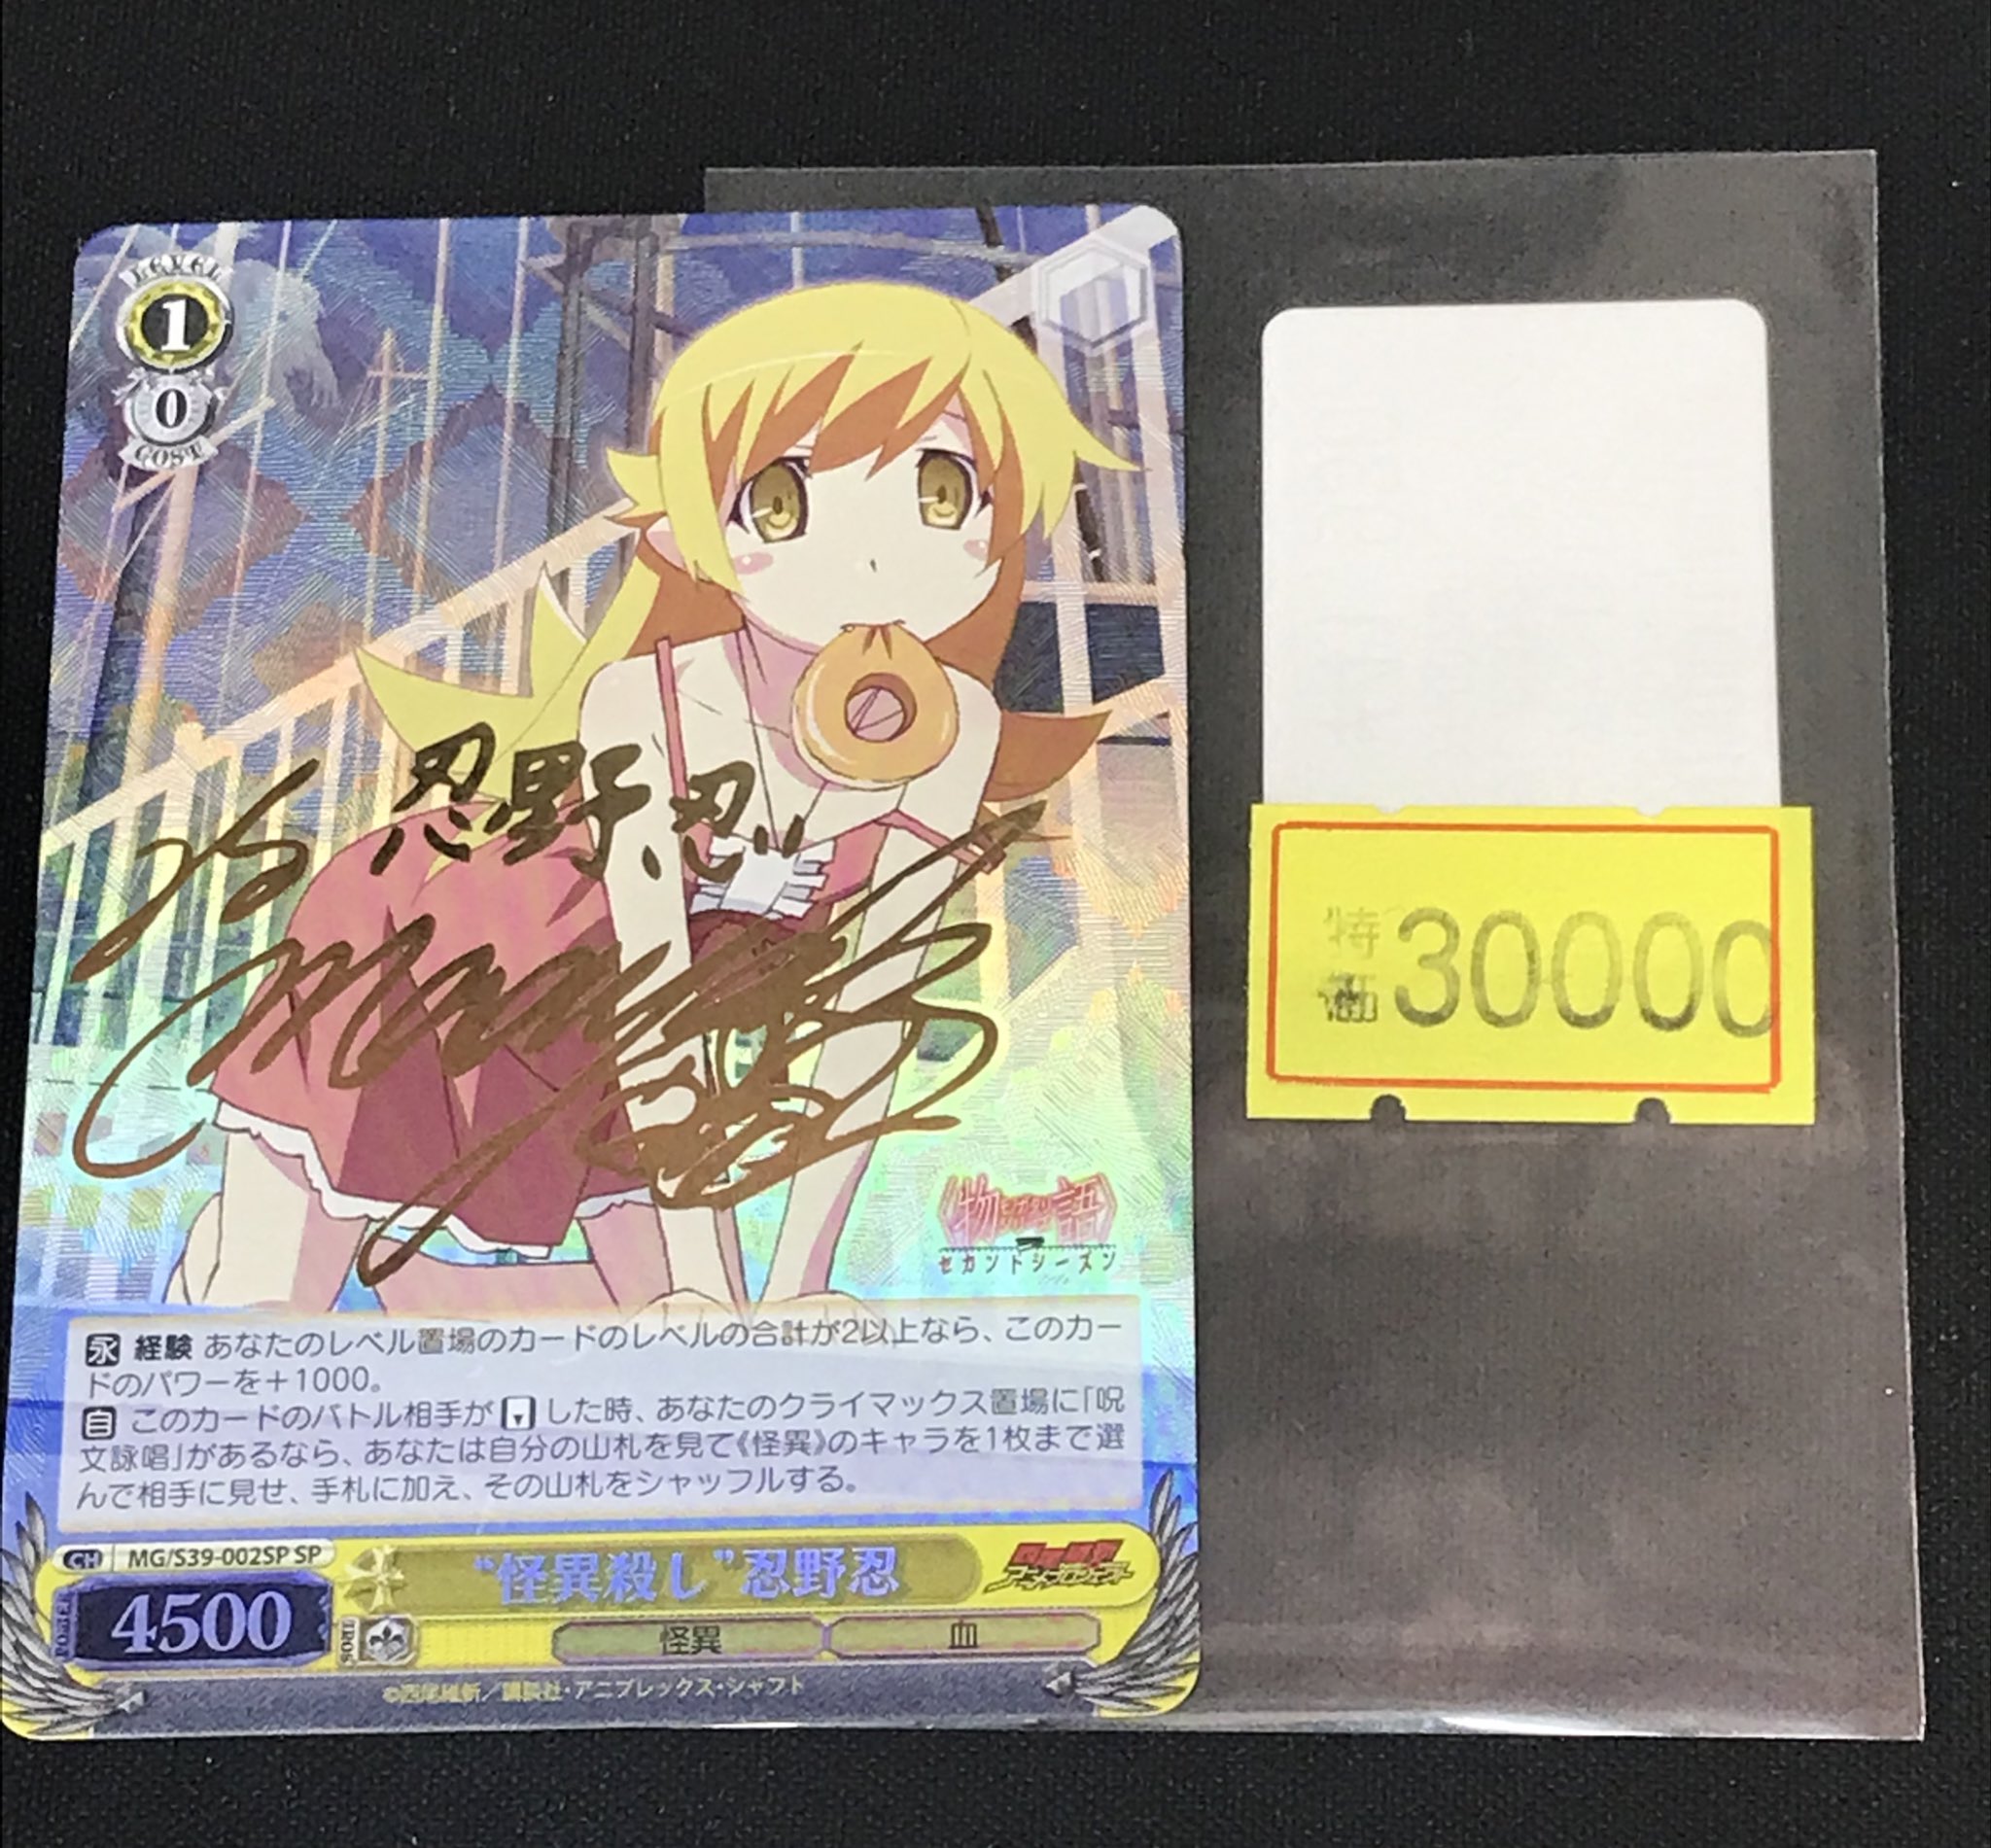 LEVEL
1
0
COST
忍野忍
物語
セカンドシーズン
永 経験 あなたのレベル置場のカードのレベルの合計が2以上なら、このカー
ドのパワーを+1000。
自 このカードのバトル相手が した時、あなたのクライマックス置場に「呪
文詠唱」があるなら、あなたは自分の山札を見て《怪異》のキャラを1枚まで選
んで相手に見せ、手札に加え、その山札をシャッフルする。
CH MG/S39-002SP SP
“怪異殺し”忍野忍
POWER 4500
SOUL
怪異 血
©西尾維新／講談社・アニプレックス・シャフト
特価 30000